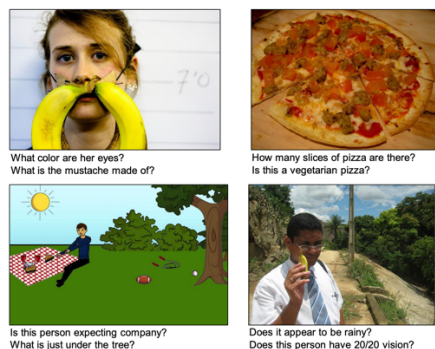 7'0
What color are her eyes?
What is the mustache made of?
How many slices of pizza are there?
Is this a vegetarian pizza?
Is this person expecting company?
What is just under the tree?
Does it appear to be rainy?
Does this person have 20/20 vision?